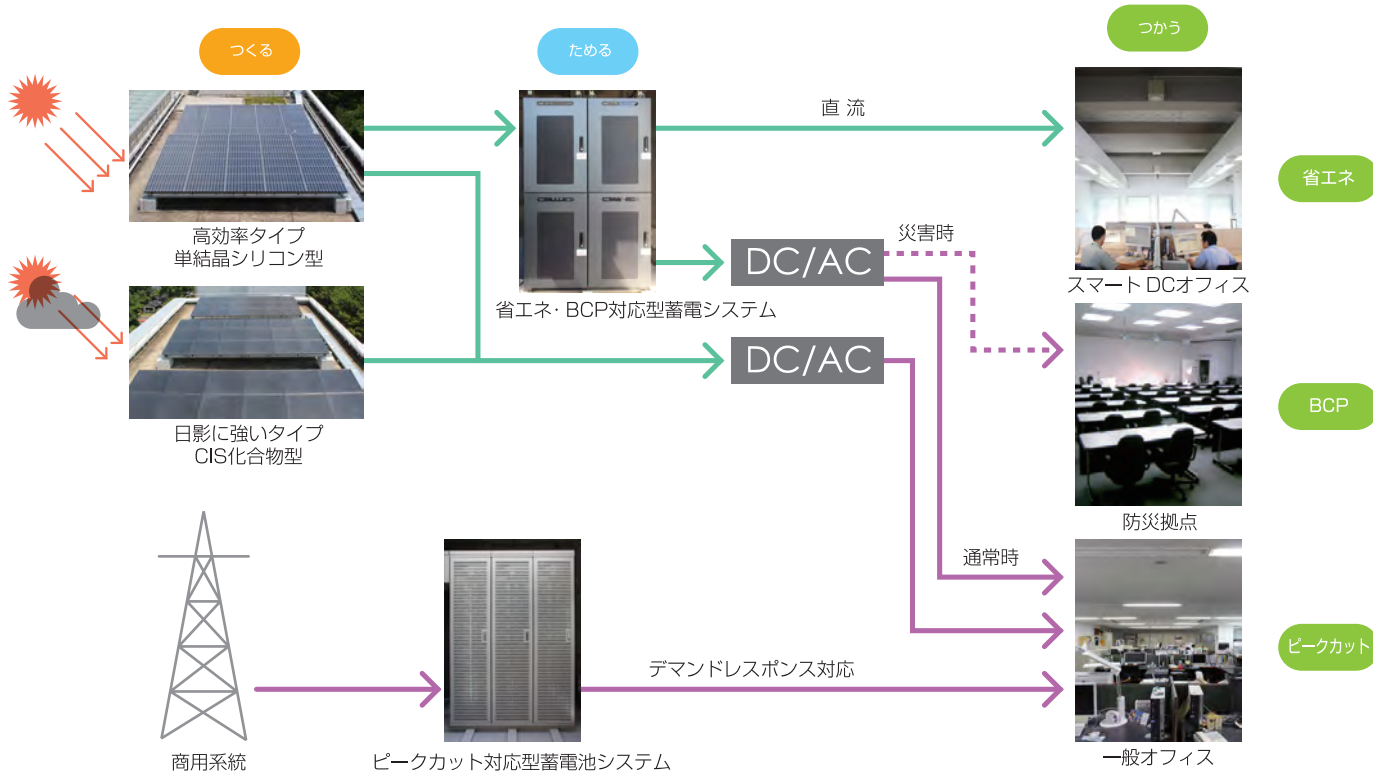 つくる
ためる
つかう
直 流
省エネ
高効率タイプ
単結晶シリコン型
災害時
DC/AC
スマートDCオフィス
省エネ・BCP対応型蓄電システム
DC/AC
BCP
日影に強いタイプ
CIS化合物型
防災拠点
通常時
ピークカット
デマンドレスポンス対応
商用系統
ピークカット対応型蓄電池システム
一般オフィス